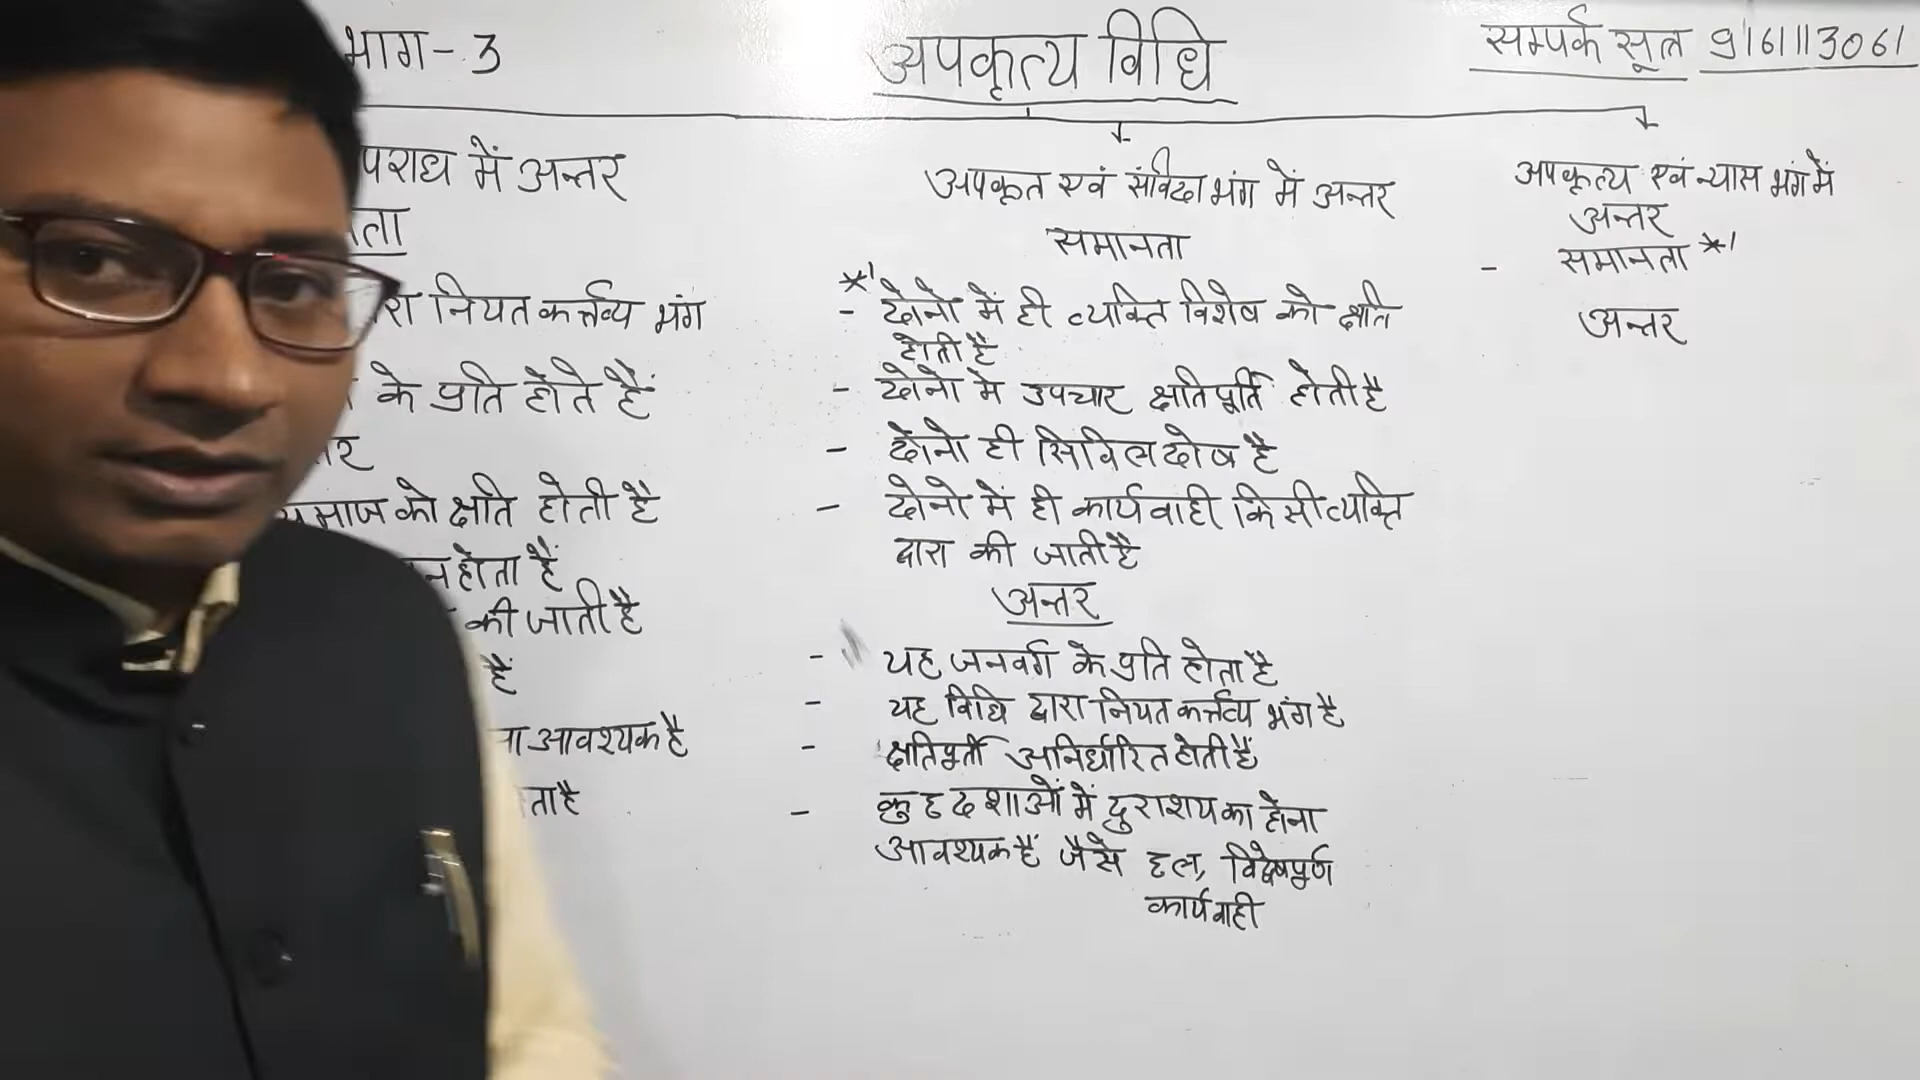 भाग-3
अपकृत्य विधि
सम्पर्क सूत्र 9161113061
पराध में अन्तर
ता
रा नियत कर्त्तव्य भंग
के प्रति होते हैं
र
समाज को क्षति होती है
न होता है
की जाती है
है
ना आवश्यक है
ता है
अपकृत एवं संविदा भंग में अन्तर
समानता
*' - दोनो में ही व्यक्ति विशेष को क्षति
होती है
- दोनो मे उपचार क्षतिपूर्ति होती है
- दोनो ही सिविल दोष है
- दोनो में ही कार्यवाही किसी व्यक्ति
द्वारा की जाती है
अन्तर
- यह जनवर्ग के प्रति होता है
- यह विधि द्वारा नियत कर्त्तव्य भंग है
- क्षतिपूर्ती अनिर्धारित होती है
- कुछ दशाओं में दुराशय का होना
आवश्यक है जैसे छल, विद्वेषपूर्ण
कार्यवाही
अपकृत्य एवं न्यास भंग में
अन्तर
- समानता *'
अन्तर